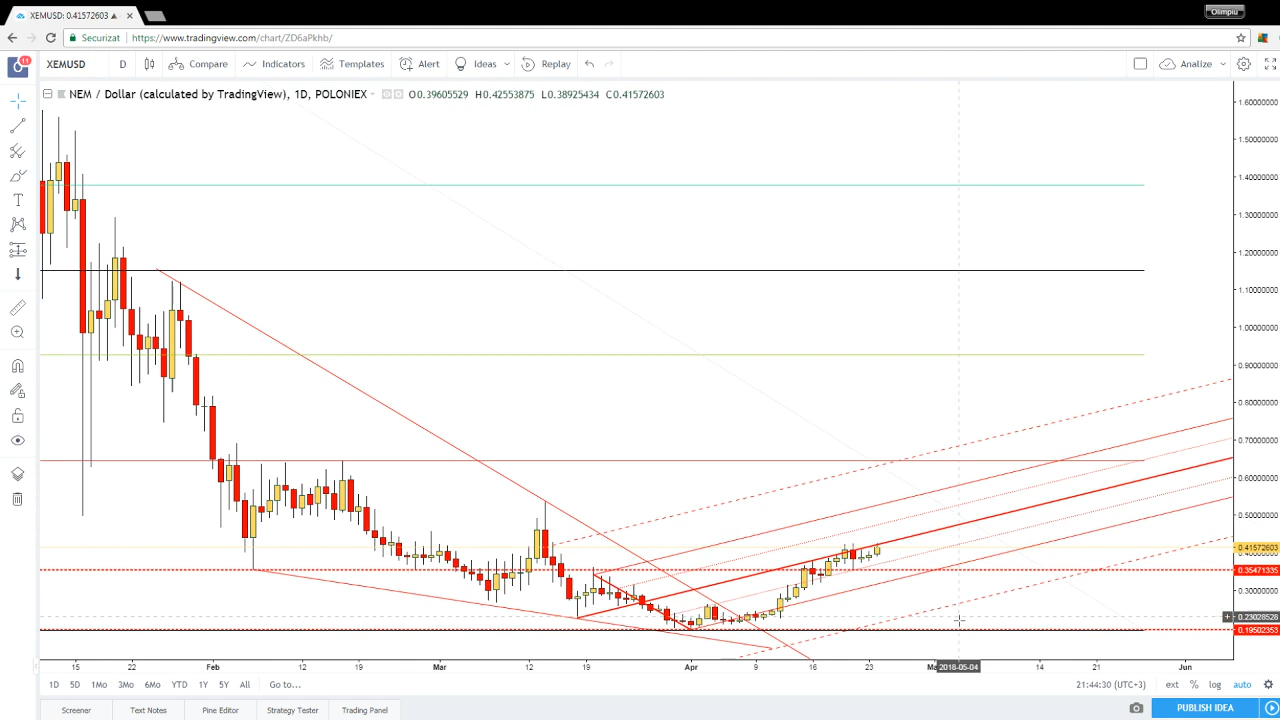 Olimpiu
XEMUSD: 0.41572603 ▲
Securizat
https://www.tradingview.com/chart/ZD6aPkhb/
11
XEMUSD D Compare Indicators Templates Alert Ideas Replay Analize
NEM / Dollar (calculated by TradingView), 1D, POLONIEX O0.39605529 H0.42553875 L0.38925434 C0.41572603
1.60000000
1.50000000
1.40000000
1.30000000
1.20000000
1.10000000
1.00000000
0.90000000
0.80000000
0.70000000
0.60000000
0.50000000
0.41572603
0.40000000
0.35471335
0.30000000
0.23028528
0.19502353
15 22 Feb 12 19 Mar 12 19 Apr 9 16 23 2018-05-04 14 21 Jun
1D 5D 1Mo 3Mo 6Mo YTD 1Y 5Y All Go to... 21:44:30 (UTC+3) ext % log auto
Screener Text Notes Pine Editor Strategy Tester Trading Panel PUBLISH IDEA